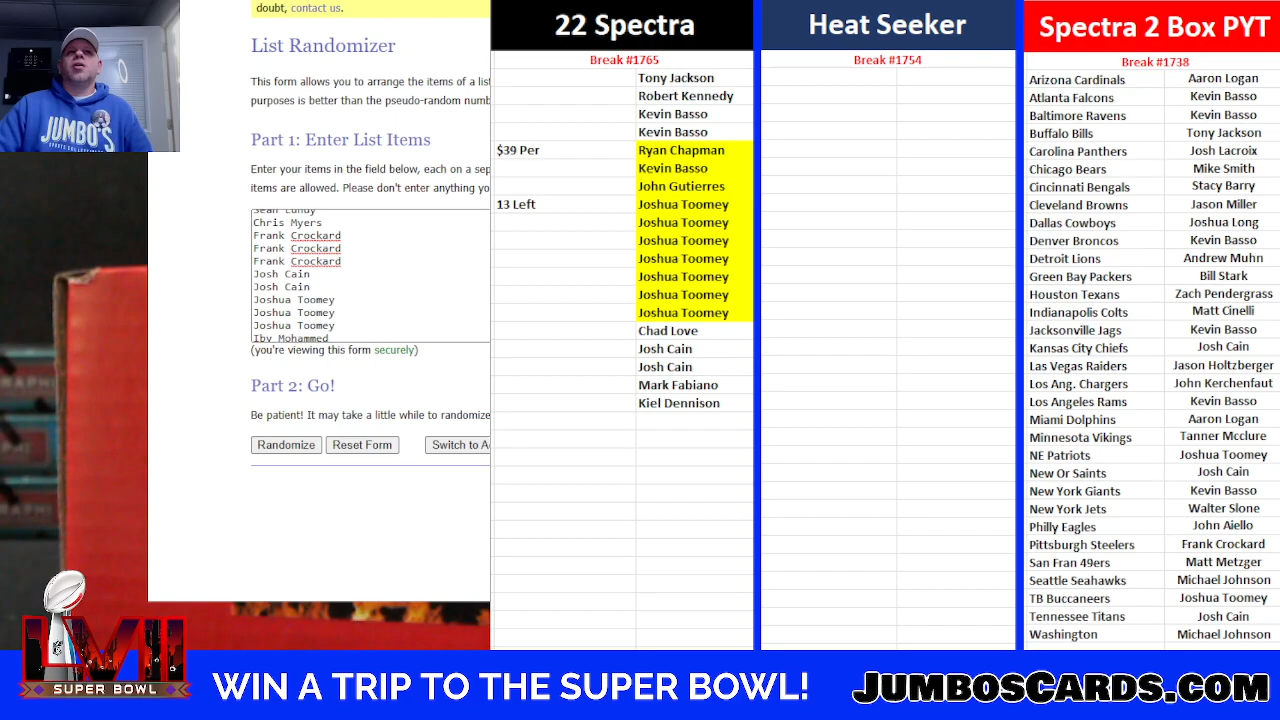 doubt, contact us.
List Randomizer
This form allows you to arrange the items of a list
purposes is better than the pseudo-random numb
Part 1: Enter List Items
Enter your items in the field below, each on a sep
items are allowed. Please don't enter anything yo
Sean Lundy
Chris Myers
Frank Crockard
Frank Crockard
Frank Crockard
Josh Cain
Josh Cain
Joshua Toomey
Joshua Toomey
Joshua Toomey
Iby Mohammed
(you're viewing this form securely)
Part 2: Go!
Be patient! It may take a little while to randomize
Randomize Reset Form Switch to A
JUMBO'S
22 Spectra
Break #1765
Tony Jackson
Robert Kennedy
Kevin Basso
Kevin Basso
$39 Per Ryan Chapman
Kevin Basso
John Gutierres
13 Left Joshua Toomey
Joshua Toomey
Joshua Toomey
Joshua Toomey
Joshua Toomey
Joshua Toomey
Joshua Toomey
Chad Love
Josh Cain
Josh Cain
Mark Fabiano
Kiel Dennison
Heat Seeker
Break #1754
Spectra 2 Box PYT
Break #1738
Arizona Cardinals Aaron Logan
Atlanta Falcons Kevin Basso
Baltimore Ravens Kevin Basso
Buffalo Bills Tony Jackson
Carolina Panthers Josh Lacroix
Chicago Bears Mike Smith
Cincinnati Bengals Stacy Barry
Cleveland Browns Jason Miller
Dallas Cowboys Joshua Long
Denver Broncos Kevin Basso
Detroit Lions Andrew Muhn
Green Bay Packers Bill Stark
Houston Texans Zach Pendergrass
Indianapolis Colts Matt Cinelli
Jacksonville Jags Kevin Basso
Kansas City Chiefs Josh Cain
Las Vegas Raiders Jason Holtzberger
Los Ang. Chargers John Kerchenfaut
Los Angeles Rams Kevin Basso
Miami Dolphins Aaron Logan
Minnesota Vikings Tanner Mcclure
NE Patriots Joshua Toomey
New Or Saints Josh Cain
New York Giants Kevin Basso
New York Jets Walter Slone
Philly Eagles John Aiello
Pittsburgh Steelers Frank Crockard
San Fran 49ers Matt Metzger
Seattle Seahawks Michael Johnson
TB Buccaneers Joshua Toomey
Tennessee Titans Josh Cain
Washington Michael Johnson
LVII
SUPER BOWL
WIN A TRIP TO THE SUPER BOWL!
JUMBOSCARDS.COM